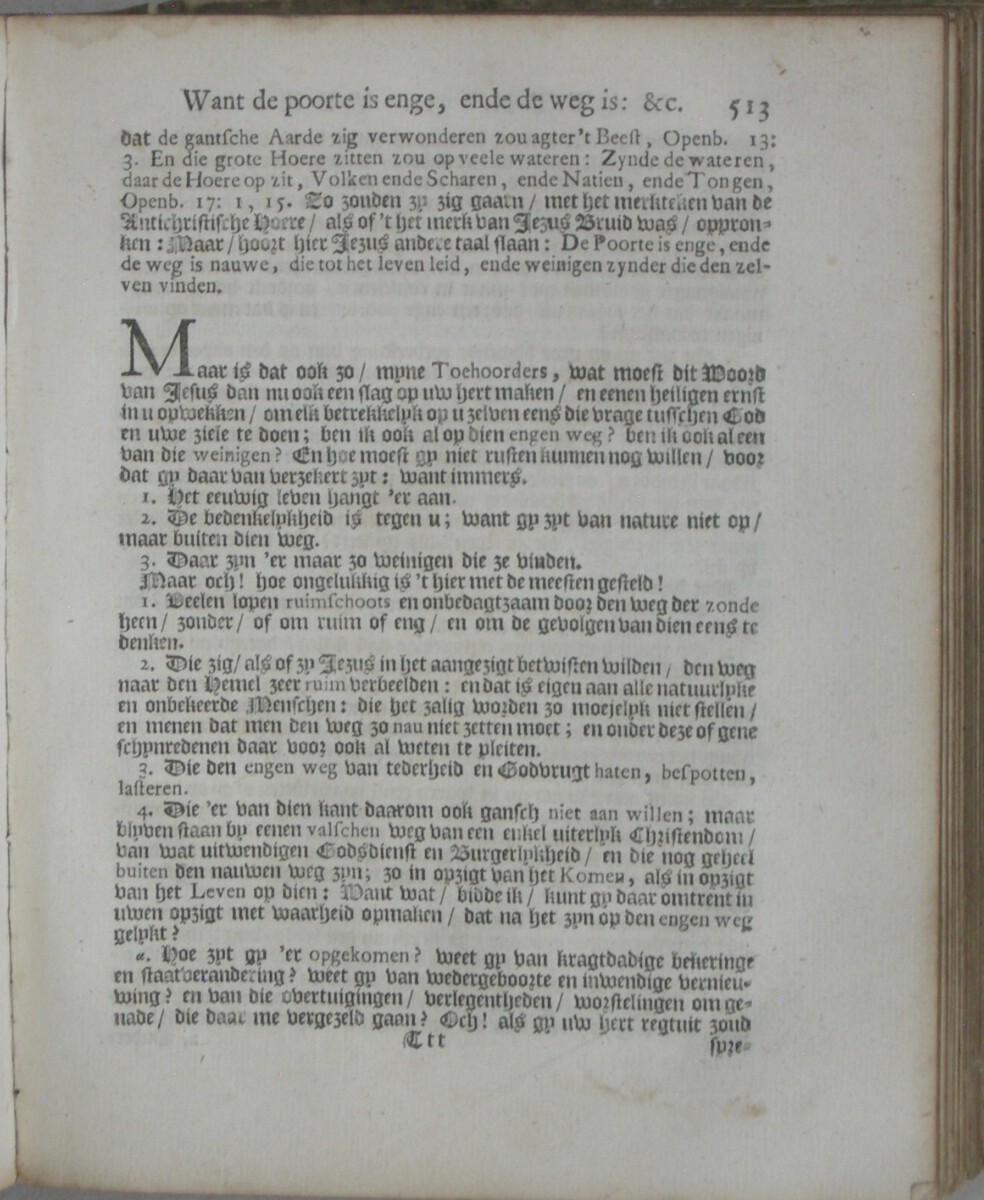 Want de poorte is enge, ende de weg is: &c. 513
dat de gantsche Aarde zig verwonderen zou agter 't Beest, Openb. 13:
3. En die grote Hoere zitten zou op veele wateren: Zynde de wateren,
daar de Hoere op zit, Volken ende Scharen, ende Natien, ende Tongen,
Openb. 17: 1, 15. Zo zouden zy zig gaarn/ met het merkteken van de
Antichristische Hoere/ als of 't het merk van Jezus Bruid was/ oppron-
ken: Maar/ hoort hier Jezus andere taal slaan: De Poorte is enge, ende
de weg is nauwe, die tot het leven leid, ende weinigen zynder die den zel-
ven vinden.
Maar is dat ook zo/ myne Toehoorders, wat moest dit Woord
van Jesus dan nu ook een slag op uw hert maken/ en eenen heiligen ernst
in u opwekken/ om elk betrekkelyk op u zelven eens die vrage tusschen God
en uwe ziele te doen; ben ik ook al op dien engen weg? ben ik ook al een
van die weinigen? En hoe moest gy niet rusten kunnen nog willen/ voor
dat gy daar van verzekert zyt: want immers.
1. Het eeuwig leven hangt 'er aan.
2. De bedenkelykheid is tegen u; want gy zyt van nature niet op/
maar buiten dien weg.
3. Daar zyn 'er maar zo weinigen die ze vinden.
Maar och! hoe ongelukkig is 't hier met de meesten gesteld!
1. Veelen lopen ruimschoots en onbedagtzaam door den weg der zonde
heen/ zonder/ of om ruim of eng/ en om de gevolgen van dien eens te
denken.
2. Die zig/ als of zy Jezus in het aangezigt betwisten wilden/ den weg
naar den Hemel zeer ruim verbeelden: en dat is eigen aan alle natuurlyke
en onbekeerde Menschen: die het zalig worden zo moejelyk niet stellen/
en menen dat men den weg zo nau niet zetten moet; en onder deze of gene
schynredenen daar voor ook al weten te pleiten.
3. Die den engen weg van tederheid en Godvrugt haten, bespotten,
lasteren.
4. Die 'er van dien kant daarom ook gansch niet aan willen; maar
blyven staan by eenen valschen weg van een enkel uiterlyk Christendom/
van wat uitwendigen Godsdienst en Burgerlykheid/ en die nog geheel
buiten den nauwen weg zyn; zo in opzigt van het Komen, als in opzigt
van het Leven op dien: Want wat/ bidde ik/ kunt gy daar omtrent in
uwen opzigt met waarheid opmaken/ dat na het zyn op den engen weg
gelykt?
α. Hoe zyt gy 'er opgekomen? weet gy van kragtdadige bekeringe
en staatverandering? weet gy van wedergeboorte en inwendige vernieu-
wing? en van die overtuigingen/ verlegentheden/ worstelingen om ge-
nade/ die daar me vergezeld gaan? Och! als gy uw hert regtuit zoud
Ttt spre-